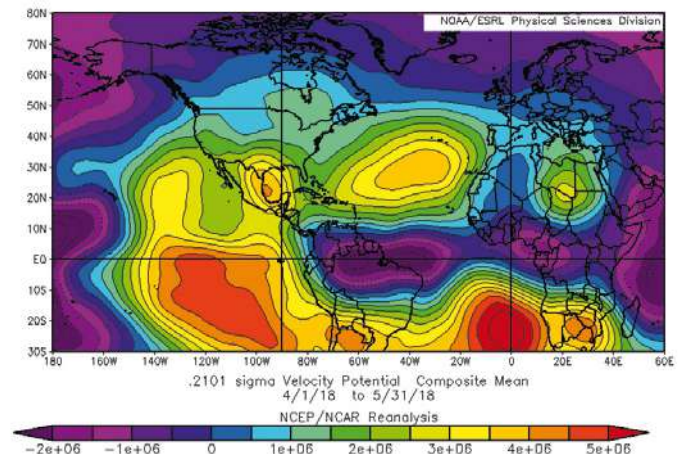 NOAA/ESRL Physical Sciences Division
80N
70N
60N
50N
40N
30N
20N
10N
EQ
10S
20S
30S
180 160W 140W 120W 100W 80W 60W 40W 20W 0 20E 40E 60E
.2101 sigma Velocity Potential Composite Mean
4/1/18 to 5/31/18
NCEP/NCAR Reanalysis
-2e+06 -1e+06 0 1e+06 2e+06 3e+06 4e+06 5e+06